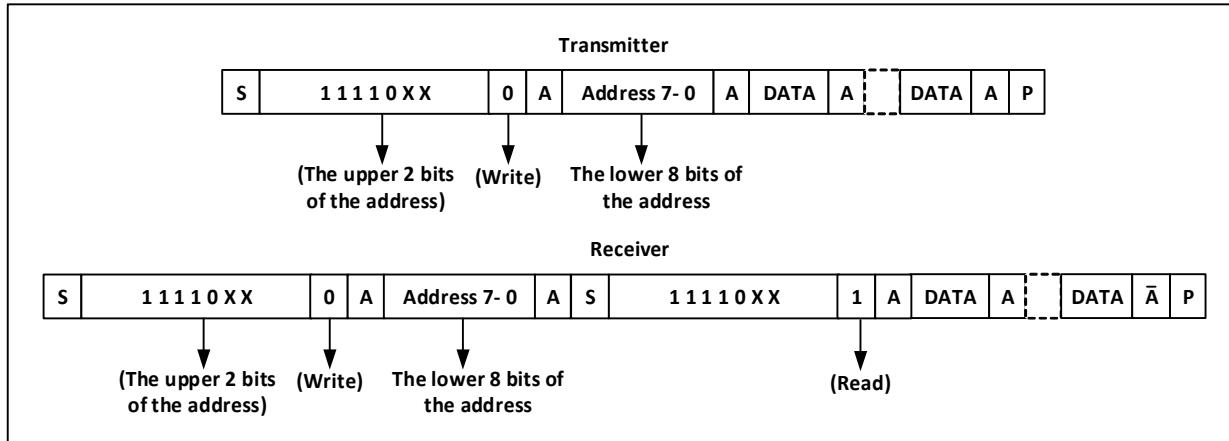 Transmitter
S 1 1 1 1 0 X X 0 A Address 7- 0 A DATA A DATA A P
(The upper 2 bits of the address) (Write) The lower 8 bits of the address
Receiver
S 1 1 1 1 0 X X 0 A Address 7- 0 A S 1 1 1 1 0 X X 1 A DATA A DATA Ā P
(The upper 2 bits of the address) (Write) The lower 8 bits of the address (Read)